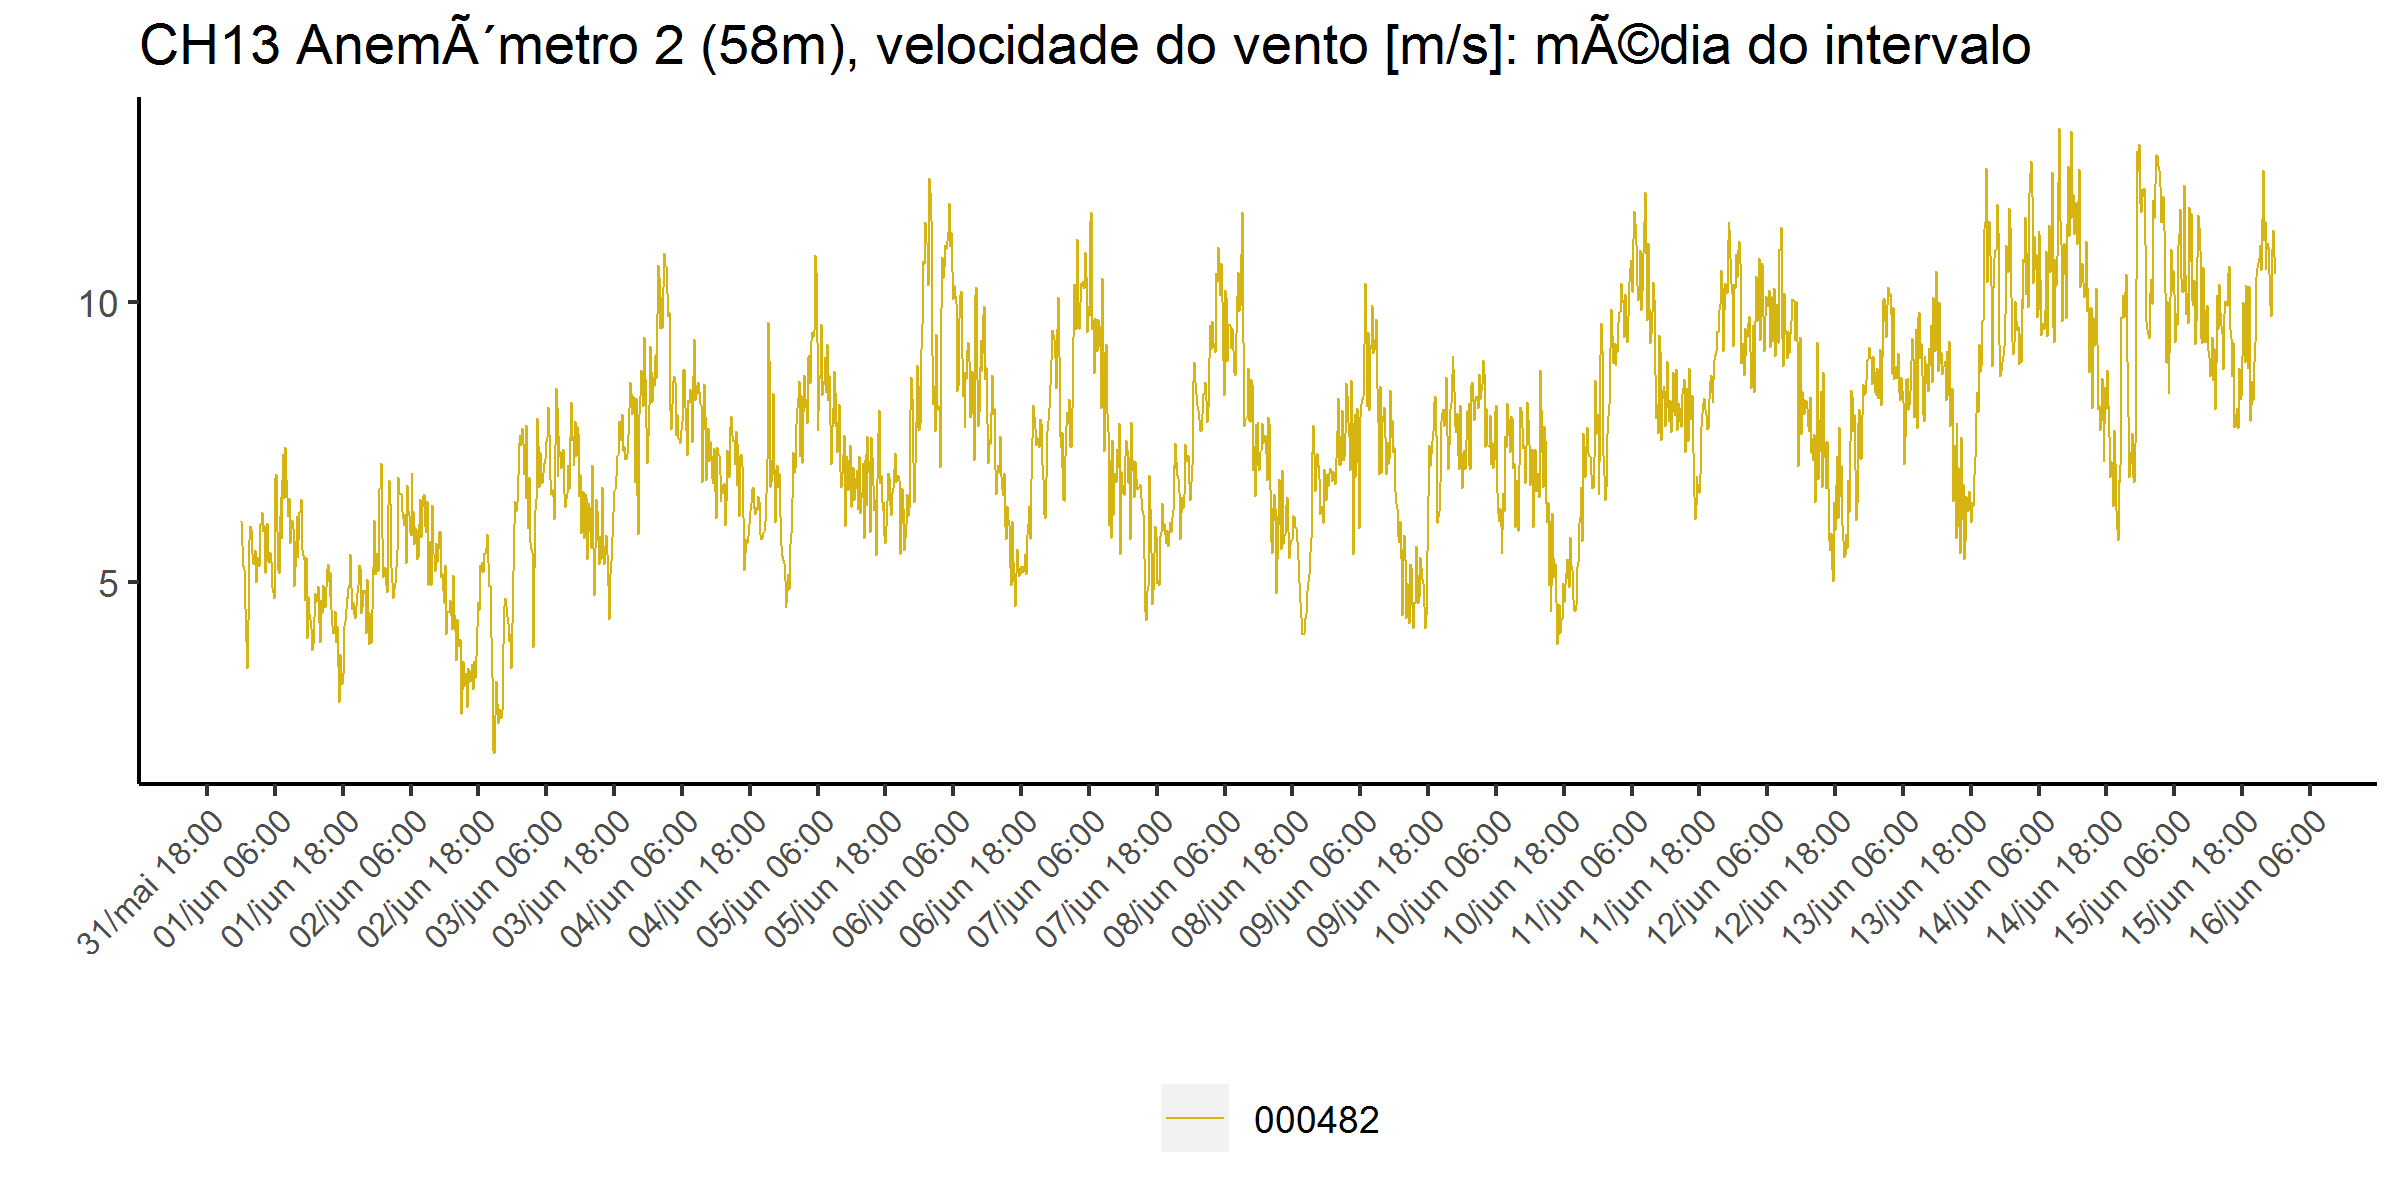 CH13 AnemÃ´metro 2 (58m), velocidade do vento [m/s]: mÃ©dia do intervalo
10
5
31/mai 18:00
01/jun 06:00
01/jun 18:00
02/jun 06:00
02/jun 18:00
03/jun 06:00
03/jun 18:00
04/jun 06:00
04/jun 18:00
05/jun 06:00
05/jun 18:00
06/jun 06:00
06/jun 18:00
07/jun 06:00
07/jun 18:00
08/jun 06:00
08/jun 18:00
09/jun 06:00
09/jun 18:00
10/jun 06:00
10/jun 18:00
11/jun 06:00
11/jun 18:00
12/jun 06:00
12/jun 18:00
13/jun 06:00
13/jun 18:00
14/jun 06:00
14/jun 18:00
15/jun 06:00
15/jun 18:00
16/jun 06:00
000482